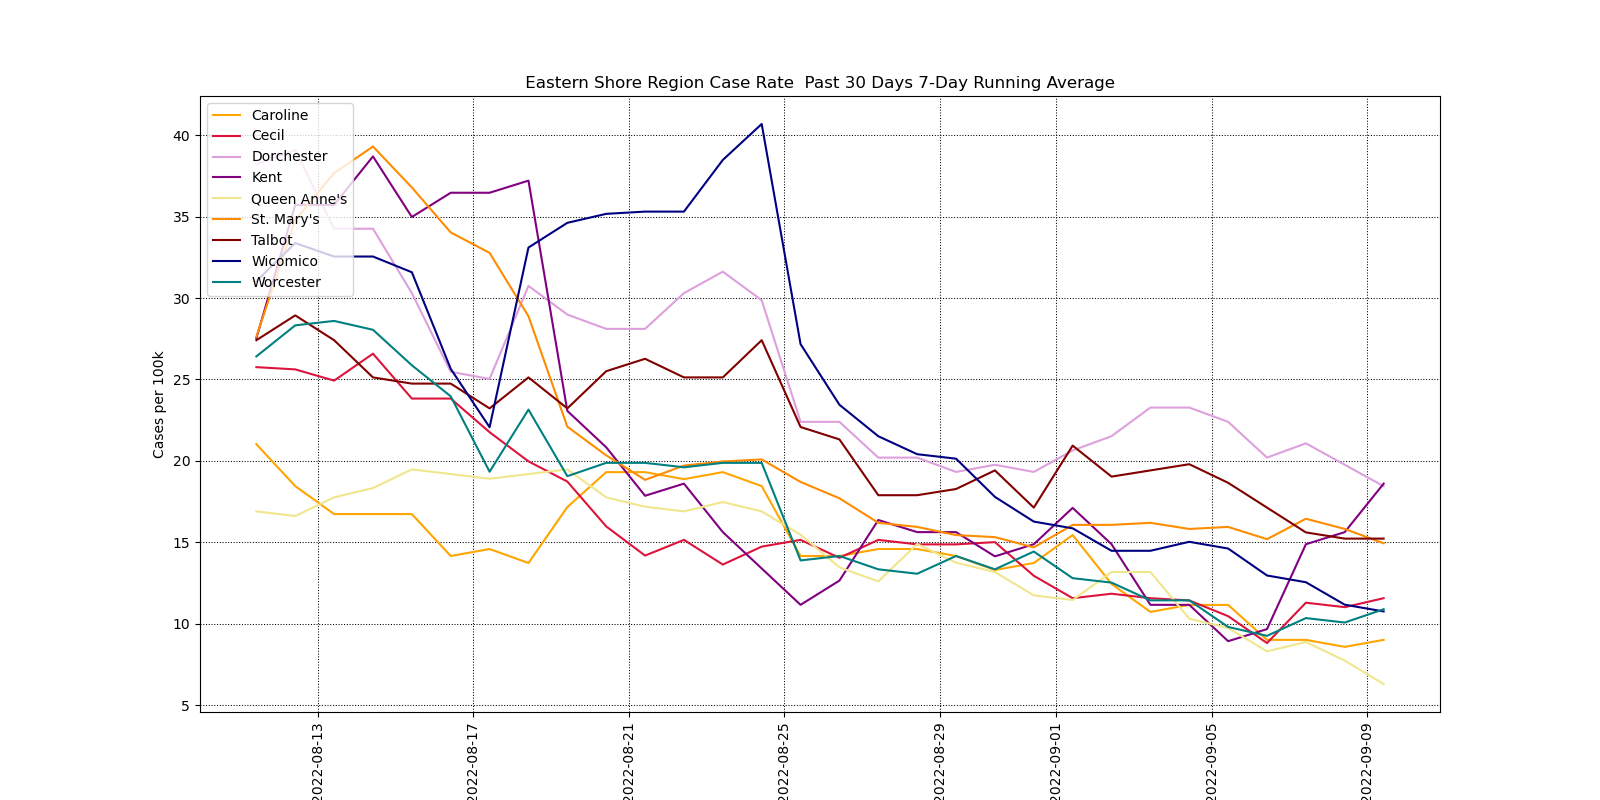 Eastern Shore Region Case Rate  Past 30 Days 7-Day Running Average
Cases per 100k
40
35
30
25
20
15
10
5
Caroline
Cecil
Dorchester
Kent
Queen Anne's
St. Mary's
Talbot
Wicomico
Worcester
2022-08-13
2022-08-17
2022-08-21
2022-08-25
2022-08-29
2022-09-01
2022-09-05
2022-09-09